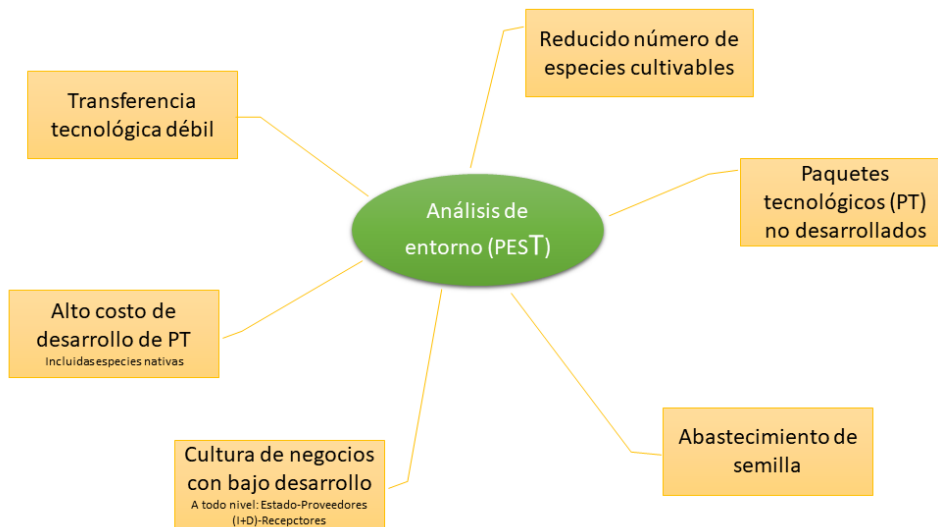 Reducido número de
especies cultivables
Transferencia
tecnológica débil
Paquetes
tecnológicos (PT)
no desarrollados
Análisis de
entorno (PEST)
Alto costo de
desarrollo de PT
Incluidas especies nativas
Abastecimiento de
semilla
Cultura de negocios
con bajo desarrollo
A todo nivel: Estado-Proveedores
(I+D)-Recepctores